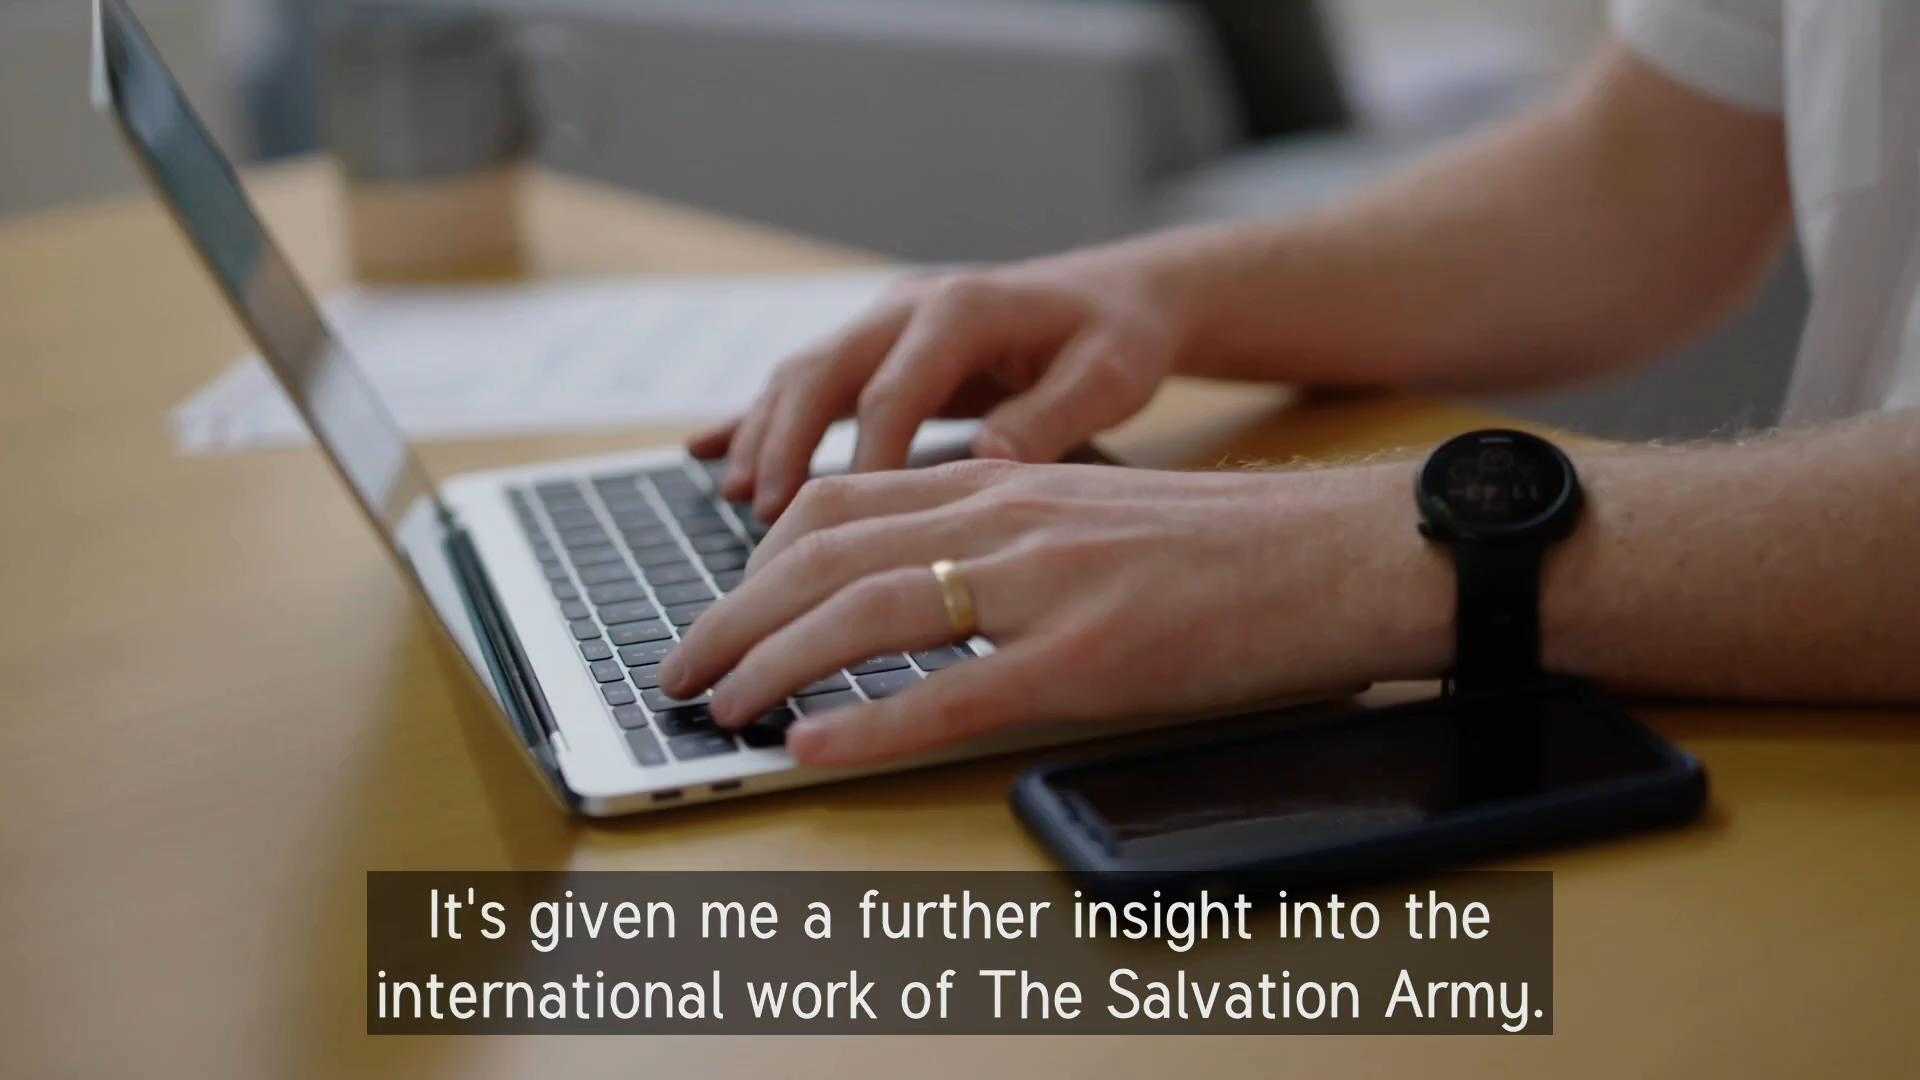 It's given me a further insight into the
international work of The Salvation Army.